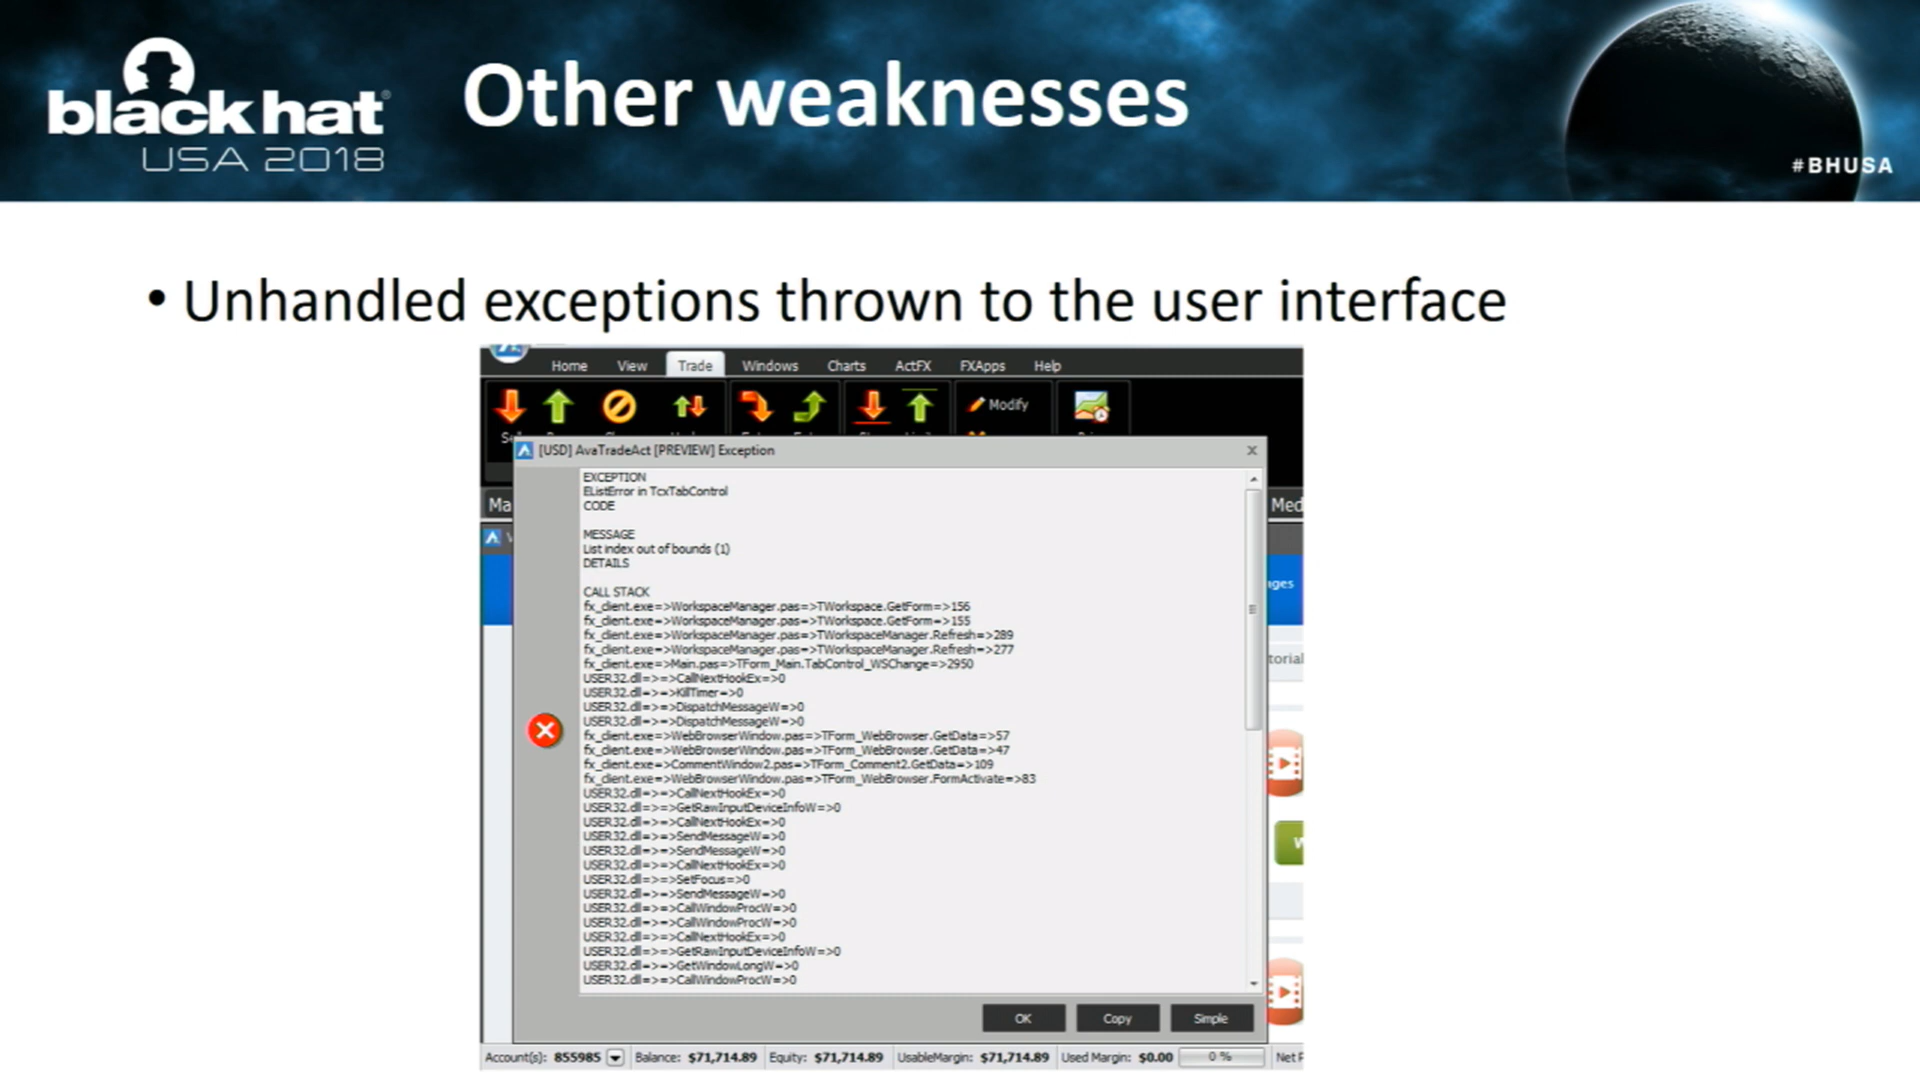 black hat®
USA 2018
Other weaknesses
#BHUSA
• Unhandled exceptions thrown to the user interface
Home View Trade Windows Charts ActFX FXApps Help
Modify
[USD] AvaTradeAct [PREVIEW] Exception
EXCEPTION
EListError in TcxTabControl
CODE
MESSAGE
List index out of bounds (1)
DETAILS
CALL STACK
fx_client.exe=>WorkspaceManager.pas=>TWorkspace.GetForm=>156
fx_client.exe=>WorkspaceManager.pas=>TWorkspace.GetForm=>155
fx_client.exe=>WorkspaceManager.pas=>TWorkspaceManager.Refresh=>289
fx_client.exe=>WorkspaceManager.pas=>TWorkspaceManager.Refresh=>277
fx_client.exe=>Main.pas=>TForm_Main.TabControl_WSChange=>2950
USER32.dll=>=>CallNextHookEx=>0
USER32.dll=>=>KillTimer=>0
USER32.dll=>=>DispatchMessageW=>0
USER32.dll=>=>DispatchMessageW=>0
fx_client.exe=>WebBrowserWindow.pas=>TForm_WebBrowser.GetData=>57
fx_client.exe=>WebBrowserWindow.pas=>TForm_WebBrowser.GetData=>47
fx_client.exe=>CommentWindow2.pas=>TForm_Comment2.GetData=>109
fx_client.exe=>WebBrowserWindow.pas=>TForm_WebBrowser.FormActivate=>83
USER32.dll=>=>CallNextHookEx=>0
USER32.dll=>=>GetRawInputDeviceInfoW=>0
USER32.dll=>=>CallNextHookEx=>0
USER32.dll=>=>SendMessageW=>0
USER32.dll=>=>SendMessageW=>0
USER32.dll=>=>CallNextHookEx=>0
USER32.dll=>=>SetFocus=>0
USER32.dll=>=>SendMessageW=>0
USER32.dll=>=>CallWindowProcW=>0
USER32.dll=>=>CallWindowProcW=>0
USER32.dll=>=>CallNextHookEx=>0
USER32.dll=>=>GetRawInputDeviceInfoW=>0
USER32.dll=>=>GetWindowLongW=>0
USER32.dll=>=>CallWindowProcW=>0
OK Copy Simple
Account(s): 855985 Balance: $71,714.89 Equity: $71,714.89 UsableMargin: $71,714.89 Used Margin: $0.00 0 % Net